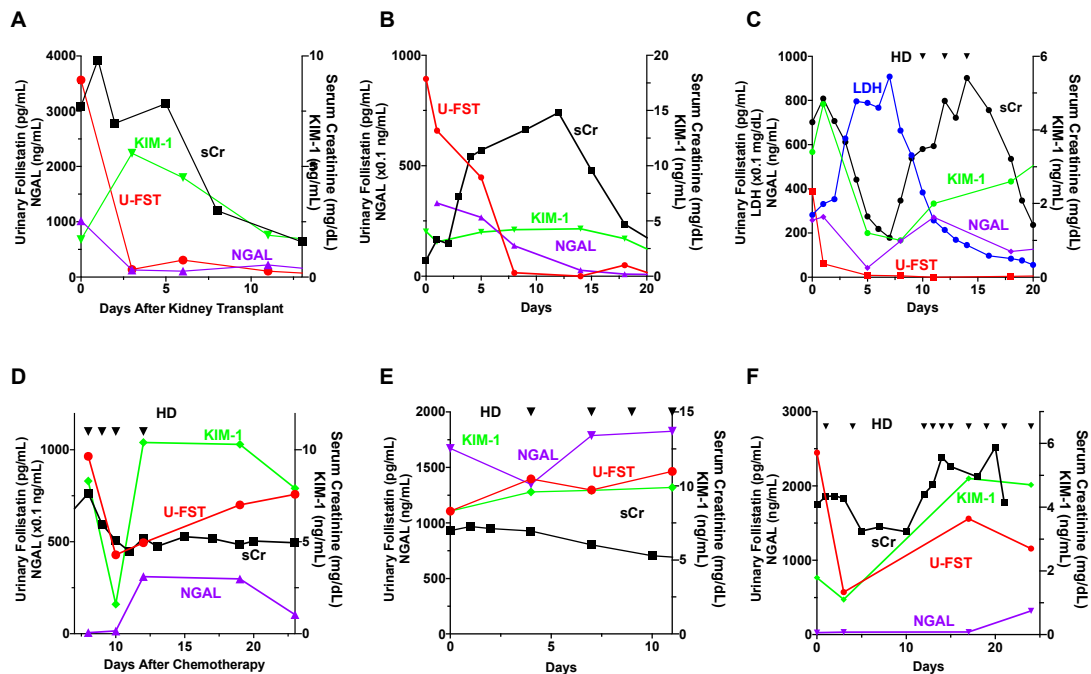 A
Urinary Follistatin (pg/mL)
NGAL (ng/mL)
4000
3000
2000
1000
0
10
5
0
Serum Creatinine (mg/dL)
KIM-1 (ng/mL)
KIM-1
sCr
U-FST
NGAL
0 5 10
Days After Kidney Transplant
B
Urinary Follistatin (pg/mL)
NGAL (x0.1 ng/mL)
1000
500
0
20
15
10
5
0
Serum Creatinine (mg/dL)
KIM-1 (ng/mL)
U-FST
sCr
KIM-1
NGAL
0 5 10 15 20
Days
C
Urinary Follistatin (pg/mL)
LDH (x0.1 mg/dL)
NGAL (ng/mL)
1000
800
600
400
200
0
6
4
2
0
Serum Creatinine (mg/dL)
KIM-1 (ng/mL)
HD
LDH
sCr
KIM-1
NGAL
U-FST
0 5 10 15 20
Days
D
Urinary Follistatin (pg/mL)
NGAL (x0.1 ng/mL)
1000
500
0
10
5
0
Serum Creatinine (mg/dL)
KIM-1 (ng/mL)
HD
KIM-1
U-FST
sCr
NGAL
10 15 20
Days After Chemotherapy
E
Urinary Follistatin (pg/mL)
NGAL (ng/mL)
2000
1750
1500
1250
1000
750
500
250
0
15
10
5
0
Serum Creatinine (mg/dL)
KIM-1 (ng/mL)
HD
KIM-1
NGAL
U-FST
sCr
0 5 10
Days
F
Urinary Follistatin (pg/mL)
NGAL (ng/mL)
3000
2000
1000
0
7
6
5
4
3
2
1
0
Serum Creatinine (mg/dL)
KIM-1 (ng/mL)
HD
KIM-1
sCr
U-FST
NGAL
0 5 10 15 20
Days